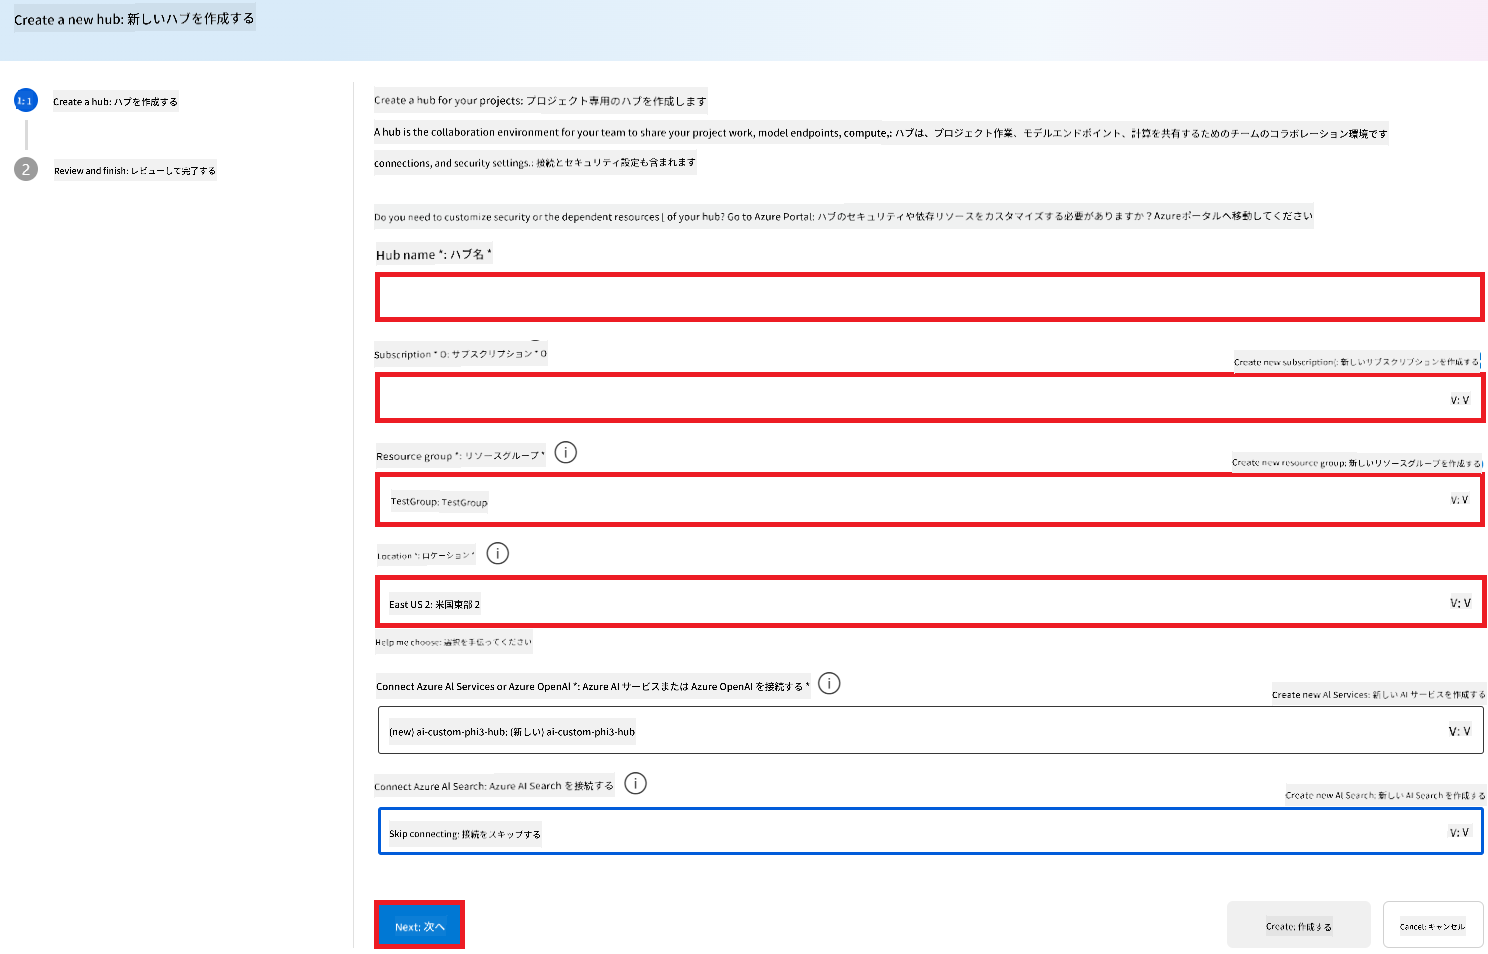 Create a new hub: 新しいハブを作成する
1: 1
Create a hub: ハブを作成する
2
Review and finish: レビューして完了する
Create a hub for your projects: プロジェクト専用のハブを作成します
A hub is the collaboration environment for your team to share your project work, model endpoints, compute,: ハブは、プロジェクト作業、モデルエンドポイント、計算を共有するためのチームのコラボレーション環境です
connections, and security settings.: 接続とセキュリティ設定も含まれます
Do you need to customize security or the dependent resources [ of your hub? Go to Azure Portal: ハブのセキュリティや依存リソースをカスタマイズする必要がありますか？Azureポータルへ移動してください
Hub name *: ハブ名 *
Subscription * O: サブスクリプション * O
Create new subscription(: 新しいサブスクリプションを作成する
V: V
Resource group *: リソースグループ *
Create new resource group: 新しいリソースグループを作成する
TestGroup: TestGroup
V: V
Location *: ロケーション *
East US 2: 米国東部 2
V: V
Help me choose: 選択を手伝ってください
Connect Azure Al Services or Azure OpenAl *: Azure AI サービスまたは Azure OpenAI を接続する *
Create new Al Services: 新しい AI サービスを作成する
(new) ai-custom-phi3-hub: (新しい) ai-custom-phi3-hub
V: V
Connect Azure Al Search: Azure AI Search を接続する
Create new Al Search: 新しい AI Search を作成する
Skip connecting: 接続をスキップする
V: V
Next: 次へ
Create: 作成する
Cancel: キャンセル